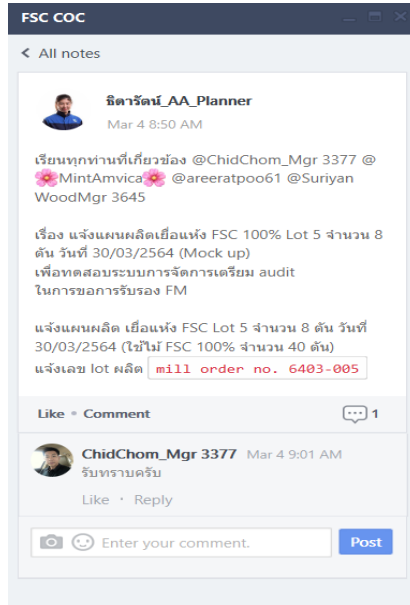 FSC COC
All notes
ธิดารัตน์_AA_Planner
Mar 4 8:50 AM
เรียนทุกท่านที่เกี่ยวข้อง @ChidChom_Mgr 3377 @
🌸MintAmvica🌸 @areeratpoo61 @Suriyan
WoodMgr 3645
เรื่อง แจ้งแผนผลิตเยื่อแห้ง FSC 100% Lot 5 จำนวน 8
ตัน วันที่ 30/03/2564 (Mock up)
เพื่อทดสอบระบบการจัดการเตรียม audit
ในการขอการรับรอง FM
แจ้งแผนผลิต เยื่อแห้ง FSC Lot 5 จำนวน 8 ตัน วันที่
30/03/2564 (ใช้ไม้ FSC 100% จำนวน 40 ตัน)
แจ้งเลข lot ผลิต mill order no. 6403-005
Like • Comment 1
ChidChom_Mgr 3377 Mar 4 9:01 AM
รับทราบครับ
Like · Reply
Enter your comment. Post